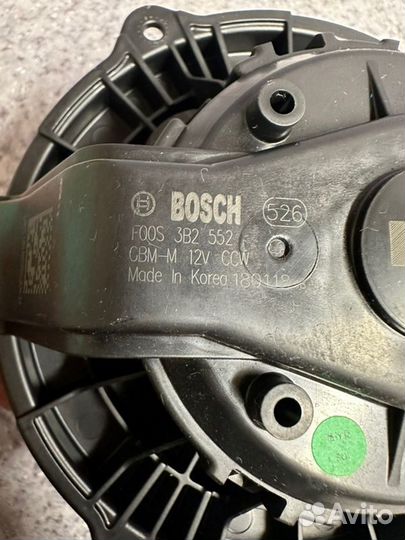 BOSCH 526
F00S 3B2 552
CBM-M 12V CCW
Made In Korea 180112
Avito